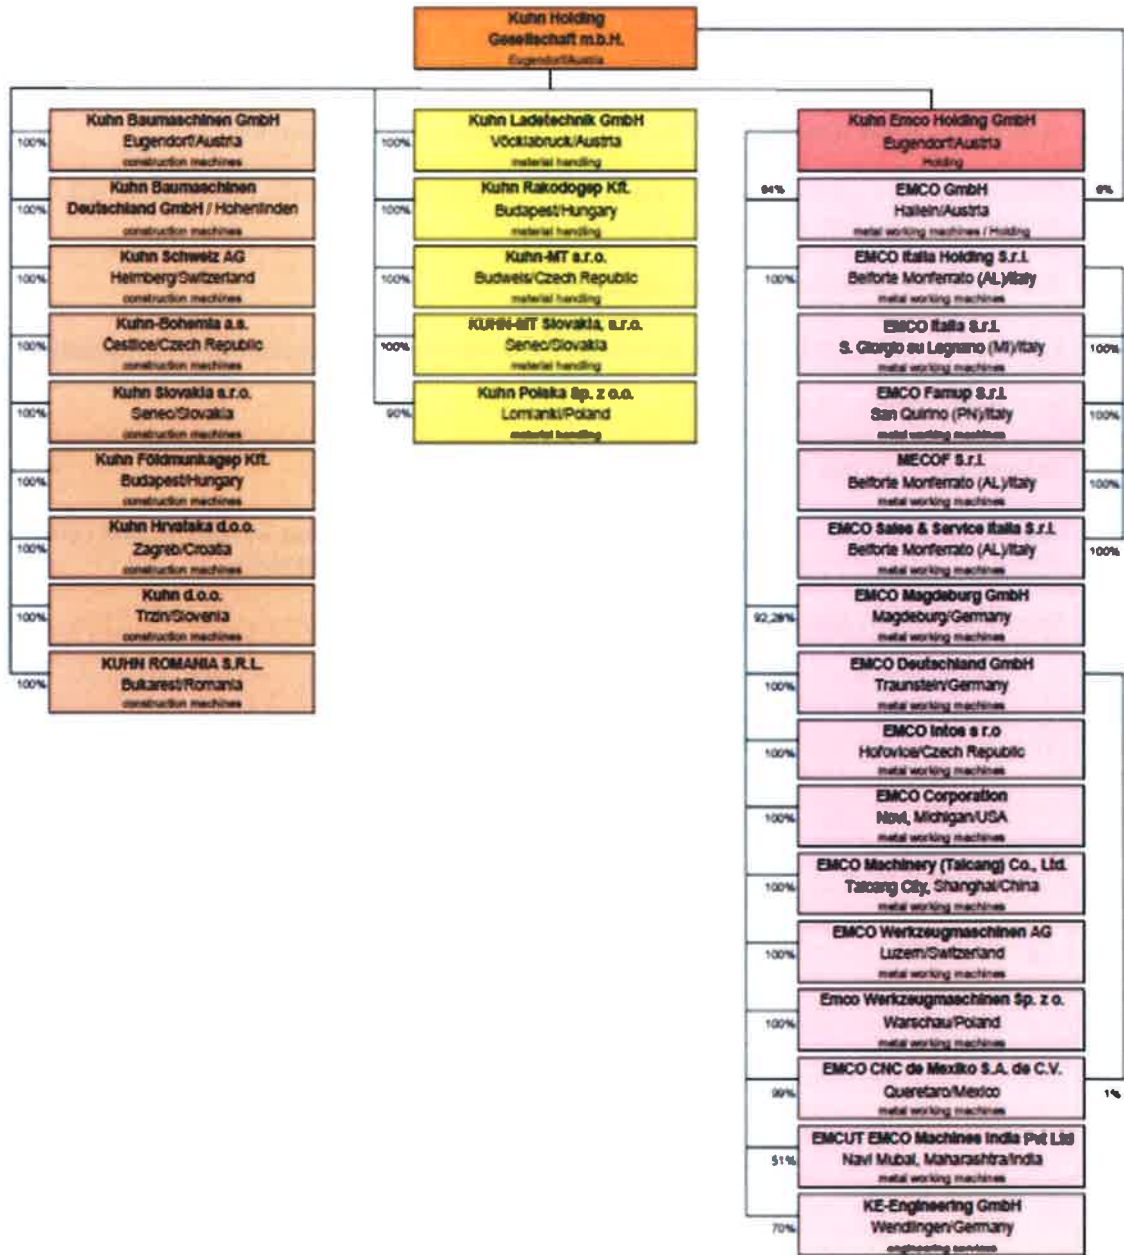 Kuhn Holding
Gesellschaft m.b.H.
Eugendorf/Austria
100%
Kuhn Baumaschinen GmbH
Eugendorf/Austria
construction machines
100%
Kuhn Baumaschinen
Deutschland GmbH / Hohenlinden
construction machines
100%
Kuhn Schweiz AG
Heimberg/Switzerland
construction machines
100%
Kuhn-Bohemia a.s.
Čestlice/Czech Republic
construction machines
100%
Kuhn Slovakia s.r.o.
Senec/Slovakia
construction machines
100%
Kuhn Földmunkagep Kft.
Budapest/Hungary
construction machines
100%
Kuhn Hrvatska d.o.o.
Zagreb/Croatia
construction machines
100%
Kuhn d.o.o.
Trzin/Slovenia
construction machines
100%
KUHN ROMANIA S.R.L.
Bukarest/Romania
construction machines
100%
Kuhn Ladetechnik GmbH
Vöcklabruck/Austria
material handling
100%
Kuhn Rakodogep Kft.
Budapest/Hungary
material handling
100%
Kuhn-MT s.r.o.
Budweis/Czech Republic
material handling
100%
KUHN-MT Slovakia, s.r.o.
Senec/Slovakia
material handling
90%
Kuhn Polska Sp. z o.o.
Lomianki/Poland
material handling
Kuhn Emco Holding GmbH
Eugendorf/Austria
Holding
94%
EMCO GmbH
6%
Hallein/Austria
metal working machines / Holding
100%
EMCO Italia Holding S.r.l.
Belforte Monferrato (AL)/Italy
metal working machines
EMCO Italia S.r.l.
S. Giorgio su Legnano (MI)/Italy
100%
metal working machines
EMCO Famup S.r.l.
San Quirino (PN)/Italy
100%
metal working machines
MECOF S.r.l.
Belforte Monferrato (AL)/Italy
100%
metal working machines
EMCO Sales & Service Italia S.r.l.
Belforte Monferrato (AL)/Italy
100%
metal working machines
92,28%
EMCO Magdeburg GmbH
Magdeburg/Germany
metal working machines
100%
EMCO Deutschland GmbH
Traunstein/Germany
metal working machines
100%
EMCO Intos s r.o
Hořovice/Czech Republic
metal working machines
100%
EMCO Corporation
Novi, Michigan/USA
metal working machines
100%
EMCO Machinery (Taicang) Co., Ltd.
Taicang City, Shanghai/China
metal working machines
100%
EMCO Werkzeugmaschinen AG
Luzern/Switzerland
metal working machines
100%
Emco Werkzeugmaschinen Sp. z o.
Warschau/Poland
metal working machines
99%
EMCO CNC de Mexiko S.A. de C.V.
Queretaro/Mexico
1%
metal working machines
51%
EMCUT EMCO Machines India Pvt Ltd
Navi Mubai, Maharashtra/India
metal working machines
70%
KE-Engineering GmbH
Wendlingen/Germany
engineering services